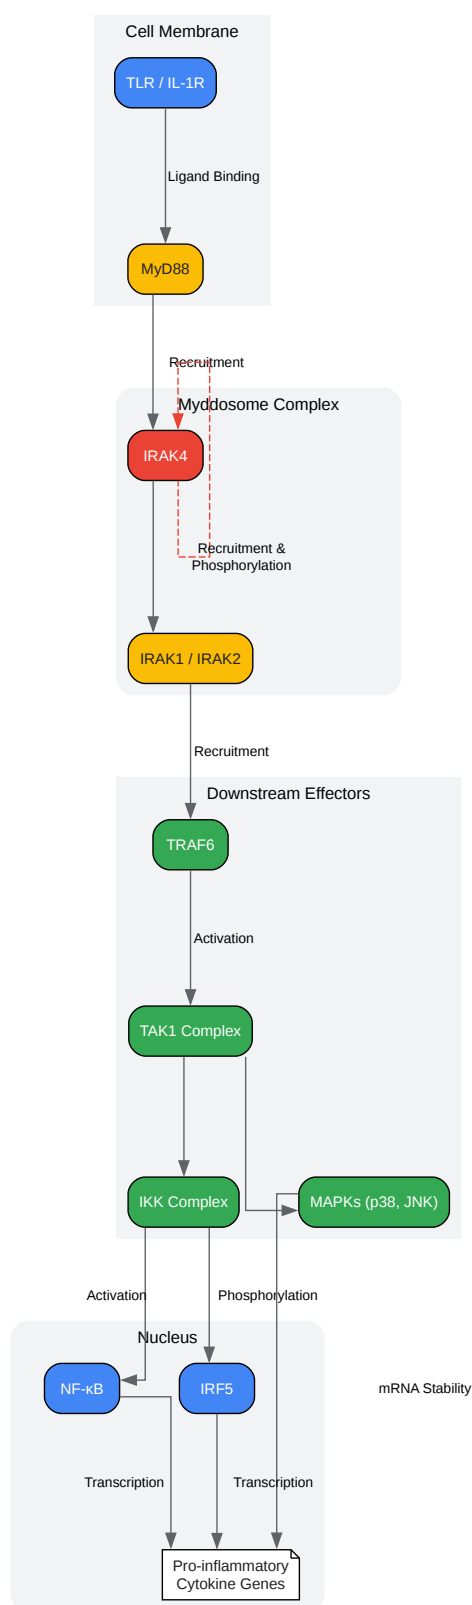 Cell Membrane
TLR / IL-1R
Ligand Binding
MyD88
Recruitment
Myddosome Complex
IRAK4
Recruitment &
Phosphorylation
IRAK1 / IRAK2
Recruitment
Downstream Effectors
TRAF6
Activation
TAK1 Complex
IKK Complex
MAPKs (p38, JNK)
Activation
Phosphorylation
Nucleus
NF-κB
IRF5
mRNA Stability
Transcription
Transcription
Pro-inflammatory
Cytokine Genes